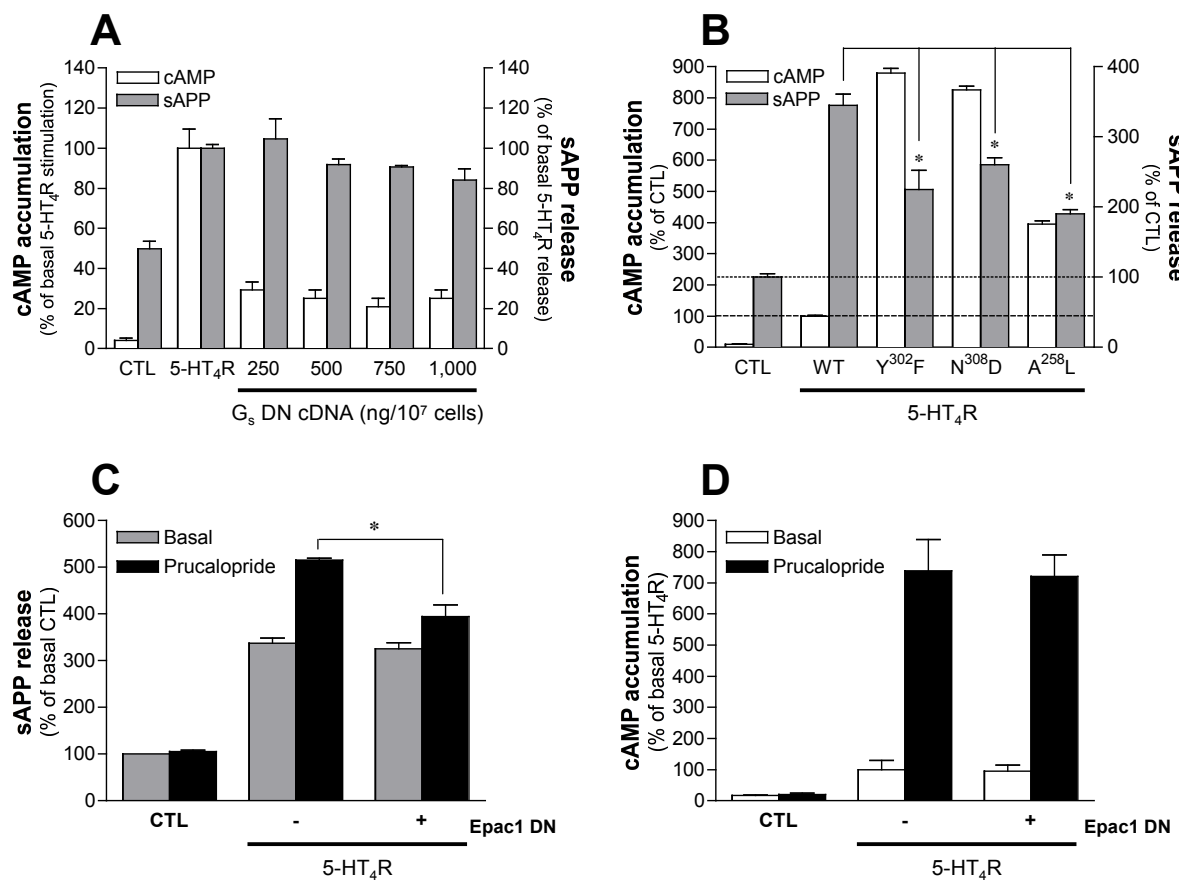 A
cAMP accumulation
(% of basal 5-HT4R stimulation)
140
120
100
80
60
40
20
0
cAMP
sAPP
140
120
100
80
60
40
20
0
sAPP release
(% of basal 5-HT4R release)
CTL 5-HT4R 250 500 750 1,000
Gs DN cDNA (ng/10⁷ cells)
B
cAMP accumulation
(% of CTL)
900
800
700
600
500
400
300
200
100
0
cAMP
sAPP
* * *
400
300
200
100
0
sAPP release
(% of CTL)
CTL WT Y³⁰²F N³⁰⁸D A²⁵⁸L
5-HT4R
C
sAPP release
(% of basal CTL)
600
500
400
300
200
100
0
Basal
Prucalopride
*
CTL - + Epac1 DN
5-HT4R
D
cAMP accumulation
(% of basal 5-HT4R)
900
800
700
600
500
400
300
200
100
0
Basal
Prucalopride
CTL - + Epac1 DN
5-HT4R